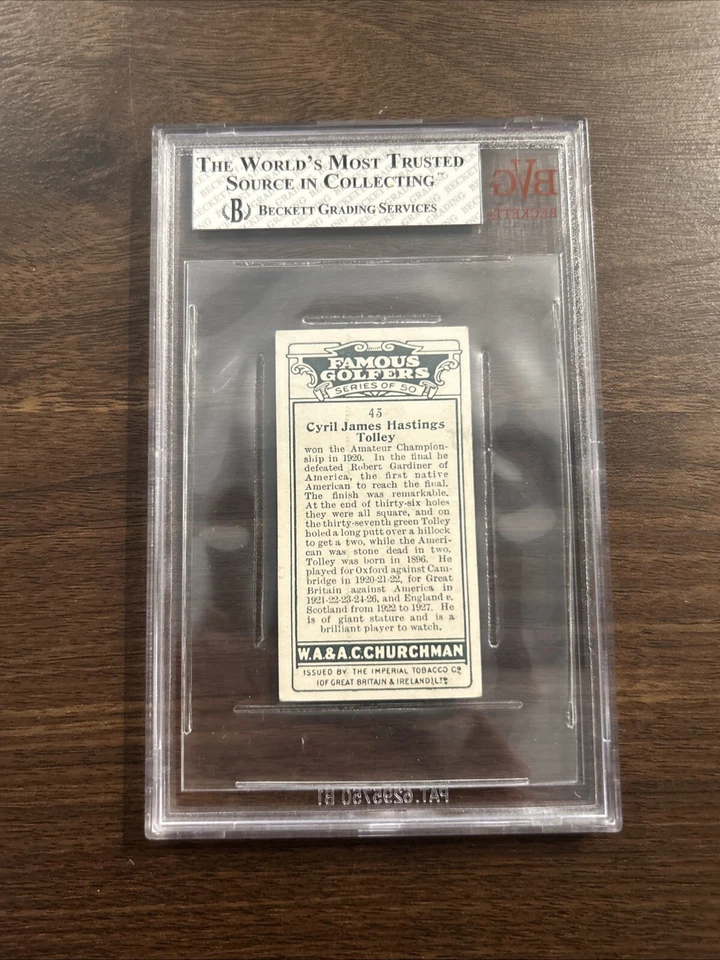 THE WORLD'S MOST TRUSTED
SOURCE IN COLLECTING™
(B) BECKETT GRADING SERVICES
BVG
BECKETT
FAMOUS
GOLFERS
SERIES OF 50
43
Cyril James Hastings
Tolley
won the Amateur Champion-
ship in 1920. In the final he
defeated Robert Gardiner of
America, the first native
American to reach the final.
The finish was remarkable.
At the end of thirty-six holes
they were all square, and on
the thirty-seventh green Tolley
holed a long putt over a hillock
to get a two, while the Ameri-
can was stone dead in two.
Tolley was born in 1896. He
played for Oxford against Cam-
bridge in 1920-21-22, for Great
Britain against America in
1921-22-23-24-26, and England v.
Scotland from 1922 to 1927. He
is of giant stature and is a
brilliant player to watch.
W.A.&A.C.CHURCHMAN
ISSUED BY THE IMPERIAL TOBACCO Co
(OF GREAT BRITAIN & IRELAND) LTD
PAT. 6295750 B1